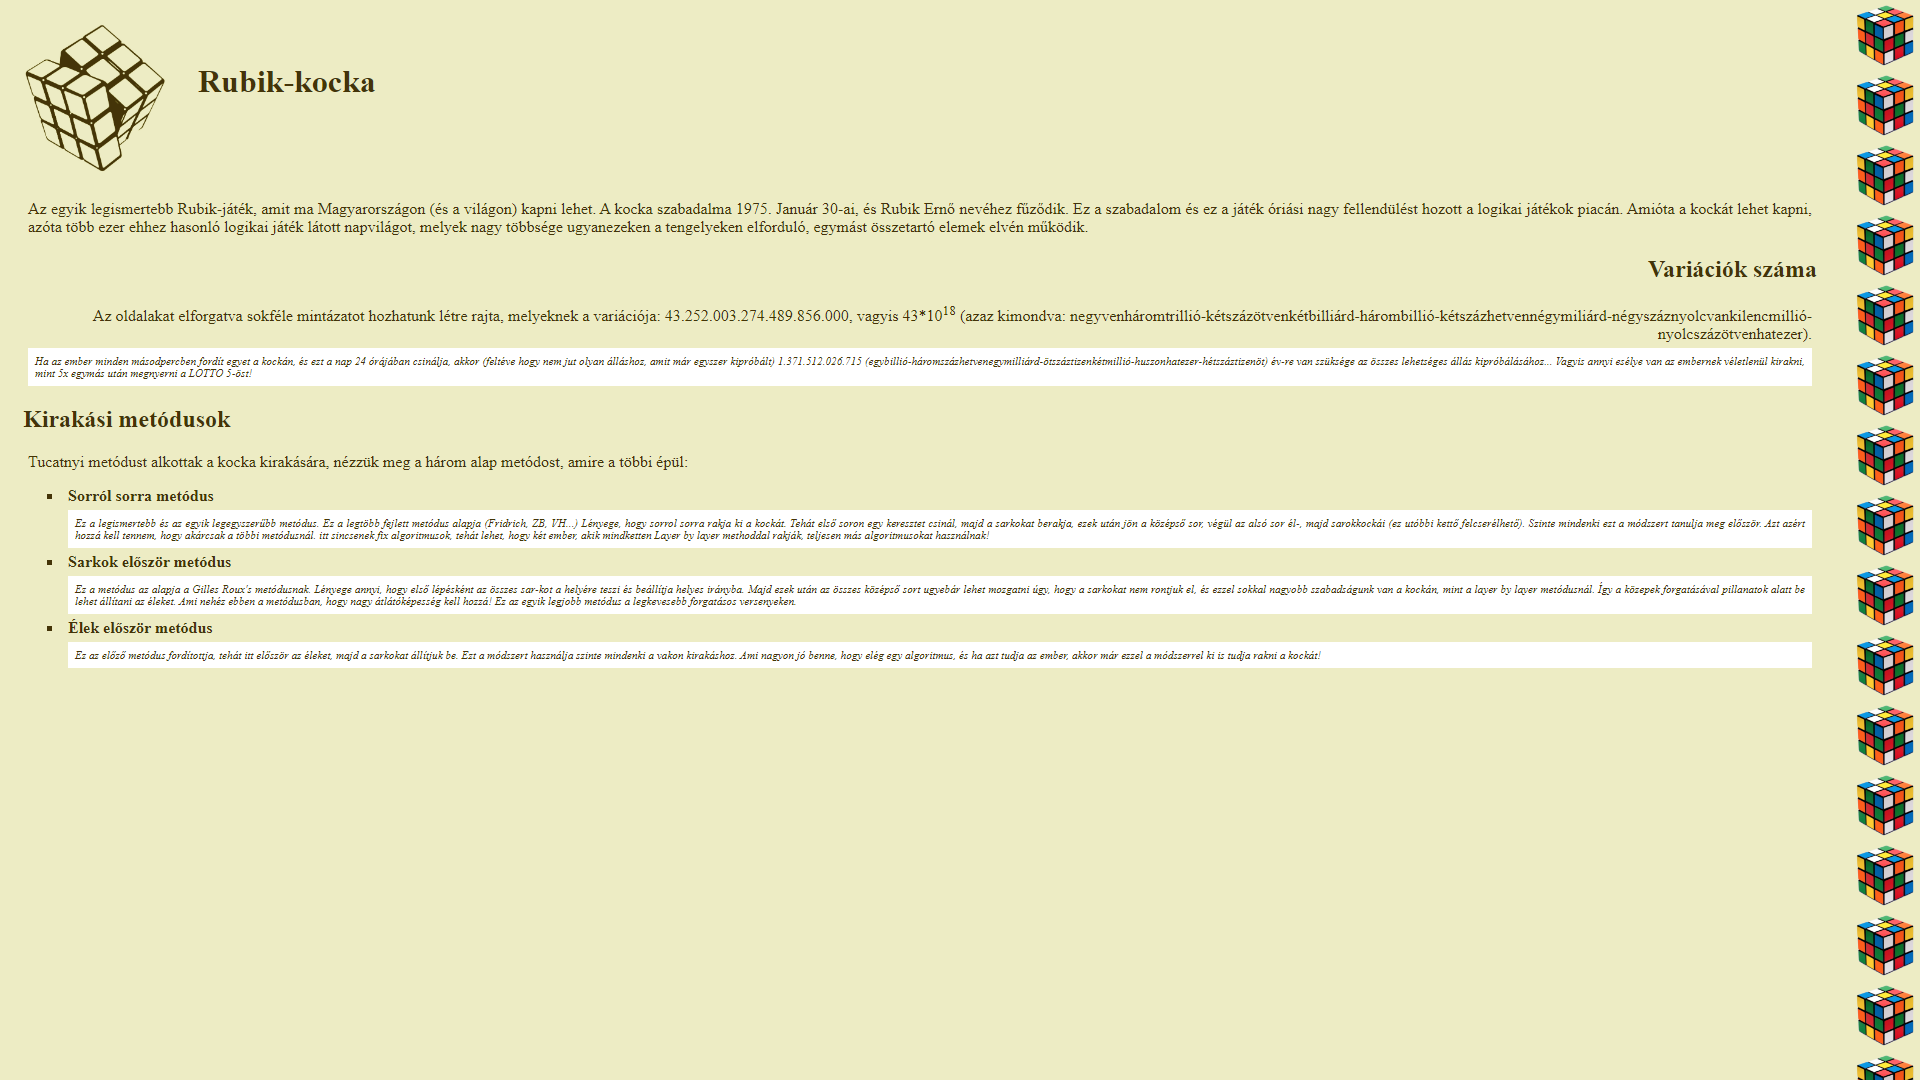 Rubik-kocka
Az egyik legismertebb Rubik-játék, amit ma Magyarországon (és a világon) kapni lehet. A kocka szabadalma 1975. Január 30-ai, és Rubik Ernő nevéhez fűződik. Ez a szabadalom és ez a játék óriási nagy fellendülést hozott a logikai játékok piacán. Amióta a kockát lehet kapni,
azóta több ezer ehhez hasonló logikai játék látott napvilágot, melyek nagy többsége ugyanezeken a tengelyeken elforduló, egymást összetartó elemek elvén működik.
Variációk száma
Az oldalakat elforgatva sokféle mintázatot hozhatunk létre rajta, melyeknek a variációja: 43.252.003.274.489.856.000, vagyis 43*10¹⁸ (azaz kimondva: negyvenháromtrillió-kétszázötvenkétbilliárd-hárombillió-kétszázhetvennégymiliárd-négyszáznyolcvankilencmillió-
nyolcszázötvenhatezer).
Ha az ember minden másodpercben fordít egyet a kockán, és ezt a nap 24 órájában csinálja, akkor (feltéve hogy nem jut olyan álláshoz, amit már egyszer kipróbált) 1.371.512.026.715 (egybillió-háromszázhetvenegymilliárd-ötszáztizenkétmillió-huszonhatezer-hétszáztizenöt) év-re van szüksége az összes lehetséges állás kipróbálásához... Vagyis annyi esélye van az embernek véletlenül kirakni,
mint 5x egymás után megnyerni a LOTTO 5-öst!
Kirakási metódusok
Tucatnyi metódust alkottak a kocka kirakására, nézzük meg a három alap metódost, amire a többi épül:
Sorról sorra metódus
Ez a legismertebb és az egyik legegyszerűbb metódus. Ez a legtöbb fejlett metódus alapja (Fridrich, ZB, VH...) Lényege, hogy sorrol sorra rakja ki a kockát. Tehát első soron egy keresztet csinál, majd a sarkokat berakja, ezek után jön a középső sor, végül az alsó sor él-, majd sarokkockái (ez utóbbi kettő felcserélhető). Szinte mindenki ezt a módszert tanulja meg először. Azt azért
hozzá kell tennem, hogy akárcsak a többi metódusnál. itt sincsenek fix algoritmusok, tehát lehet, hogy két ember, akik mindketten Layer by layer methoddal rakják, teljesen más algoritmusokat használnak!
Sarkok először metódus
Ez a metódus az alapja a Gilles Roux's metódusnak. Lényege annyi, hogy első lépésként az összes sar-kot a helyére teszi és beállítja helyes irányba. Majd ezek után az összes középső sort ugyebár lehet mozgatni úgy, hogy a sarkokat nem rontjuk el, és ezzel sokkal nagyobb szabadságunk van a kockán, mint a layer by layer metódusnál. Így a közepek forgatásával pillanatok alatt be
lehet állítani az éleket. Ami nehéz ebben a metódusban, hogy nagy átlátóképesség kell hozzá! Ez az egyik legjobb metódus a legkevesebb forgatásos versenyeken.
Élek először metódus
Ez az előző metódus fordítottja, tehát itt először az éleket, majd a sarkokat állítjuk be. Ezt a módszert használja szinte mindenki a vakon kirakáshoz. Ami nagyon jó benne, hogy elég egy algoritmus, és ha azt tudja az ember, akkor már ezzel a módszerrel ki is tudja rakni a kockát!